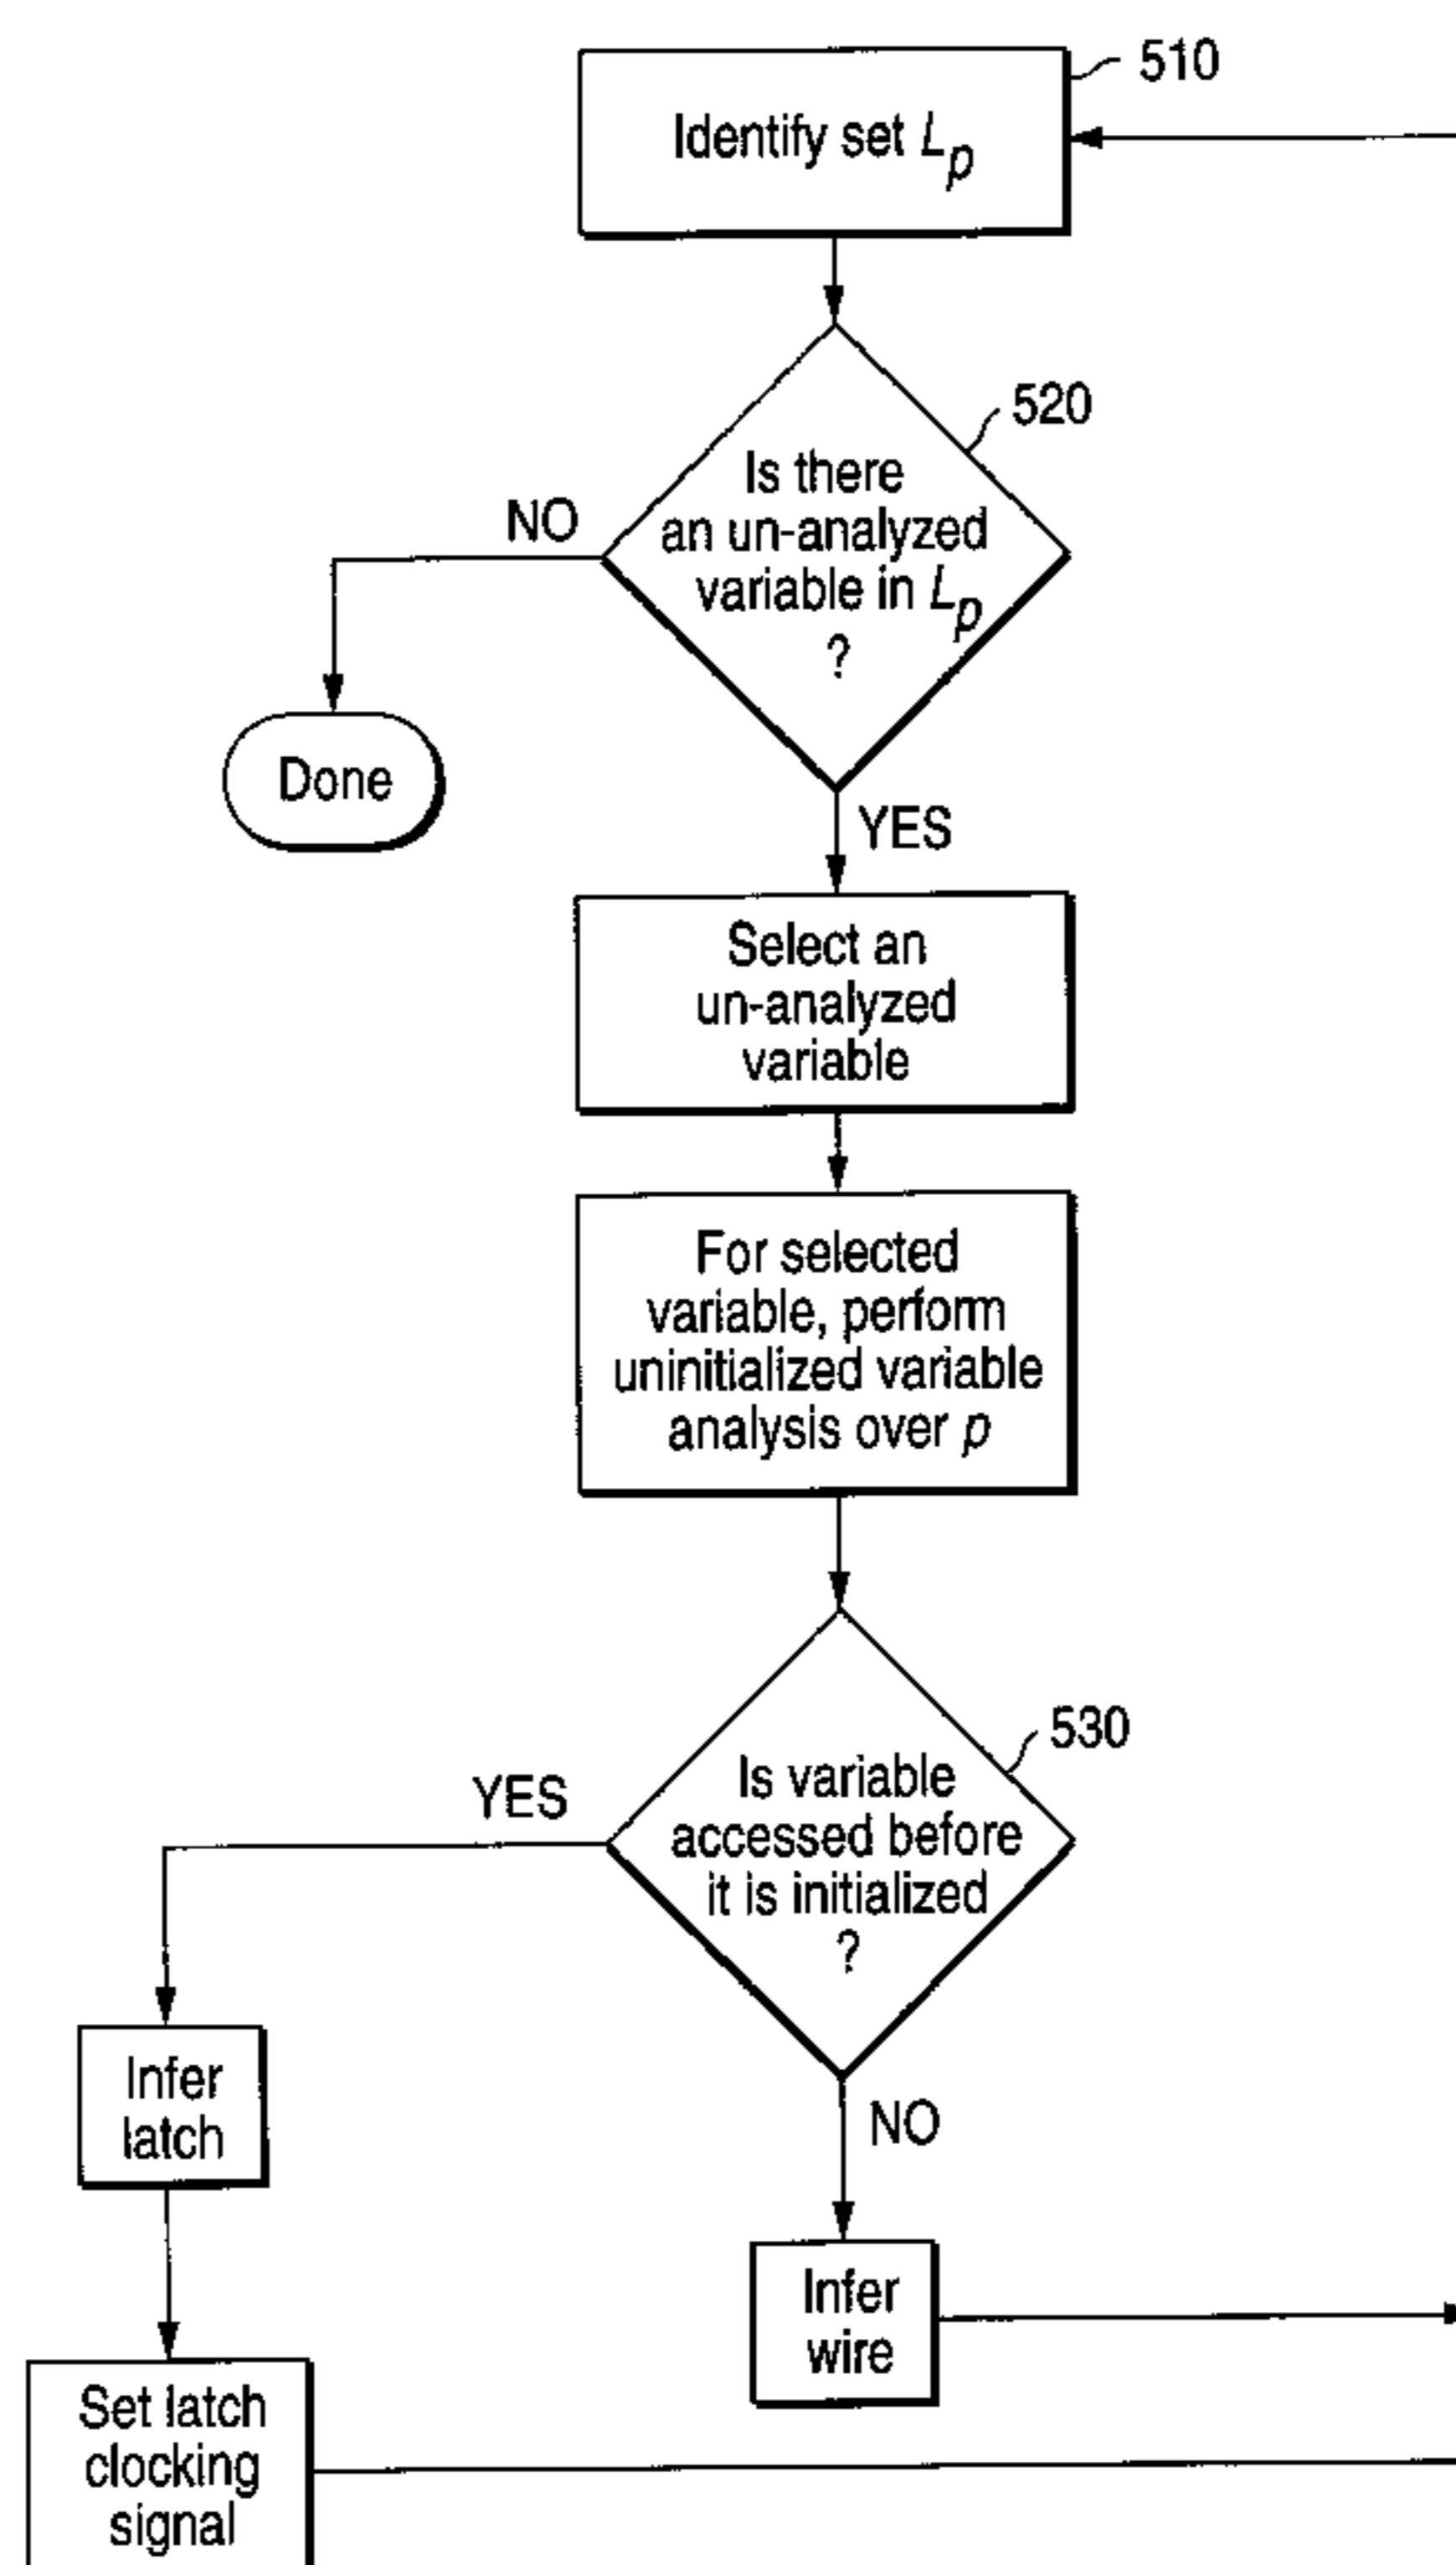 510
Identify set Lp
520
Is there
an un-analyzed
variable in Lp
?
NO
Done
YES
Select an
un-analyzed
variable
For selected
variable, perform
uninitialized variable
analysis over p
530
Is variable
accessed before
it is initialized
?
YES
Infer
latch
NO
Infer
wire
Set latch
clocking
signal